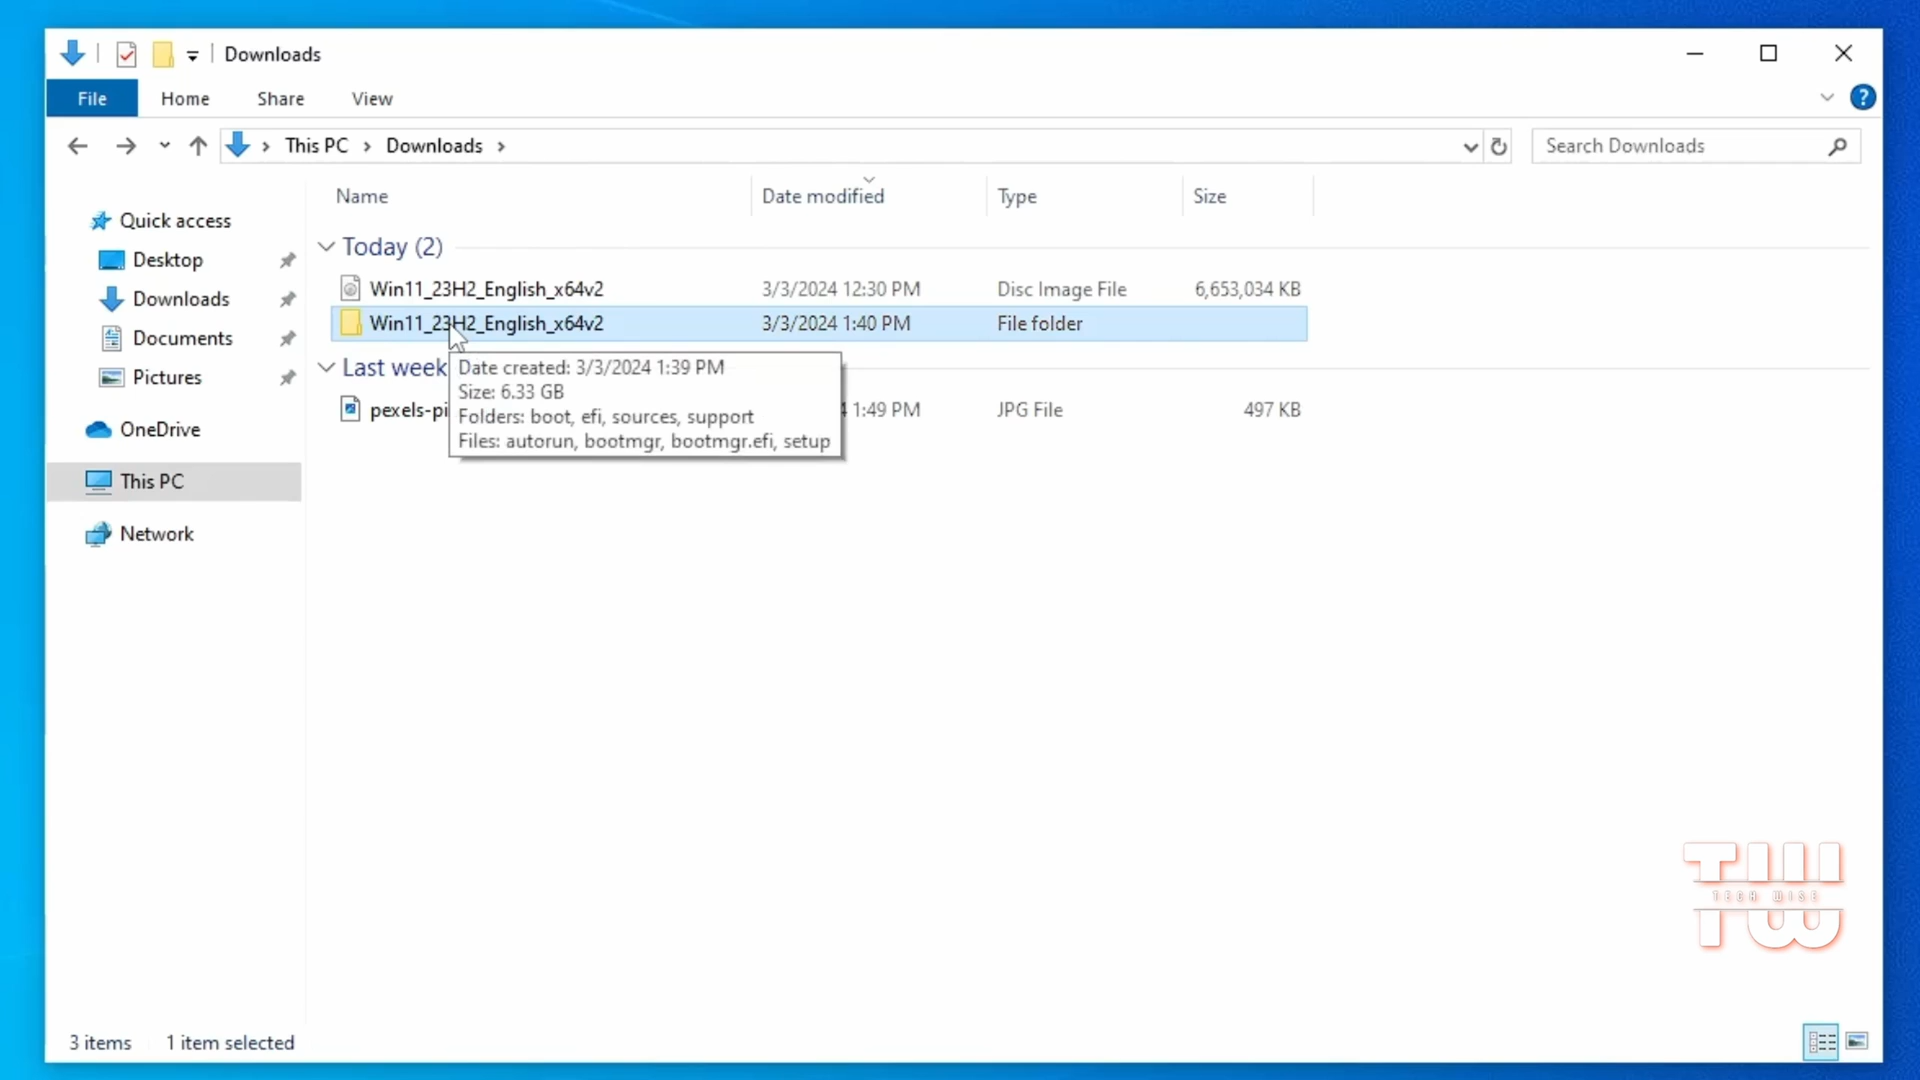 Downloads
File Home Share View
This PC Downloads
Search Downloads
Name Date modified Type Size
Quick access
Desktop
Downloads
Documents
Pictures
OneDrive
This PC
Network
Today (2)
Win11_23H2_English_x64v2 3/3/2024 12:30 PM Disc Image File 6,653,034 KB
Win11_23H2_English_x64v2 3/3/2024 1:40 PM File folder
Last week
pexels-pi 1:49 PM JPG File 497 KB
Date created: 3/3/2024 1:39 PM
Size: 6.33 GB
Folders: boot, efi, sources, support
Files: autorun, bootmgr, bootmgr.efi, setup
TW
TECH WISE
TW
3 items 1 item selected